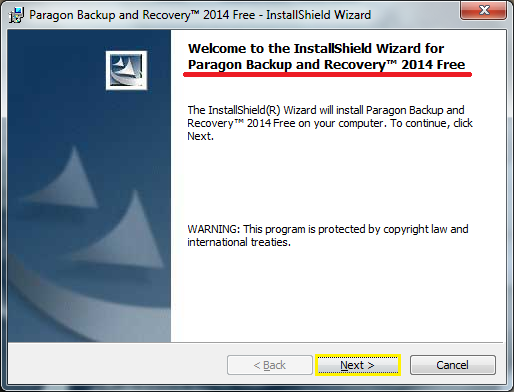 Paragon Backup and Recovery™ 2014 Free - InstallShield Wizard
Welcome to the InstallShield Wizard for
Paragon Backup and Recovery™ 2014 Free
The InstallShield(R) Wizard will install Paragon Backup and
Recovery™ 2014 Free on your computer. To continue, click
Next.
WARNING: This program is protected by copyright law and
international treaties.
< Back
Next >
Cancel